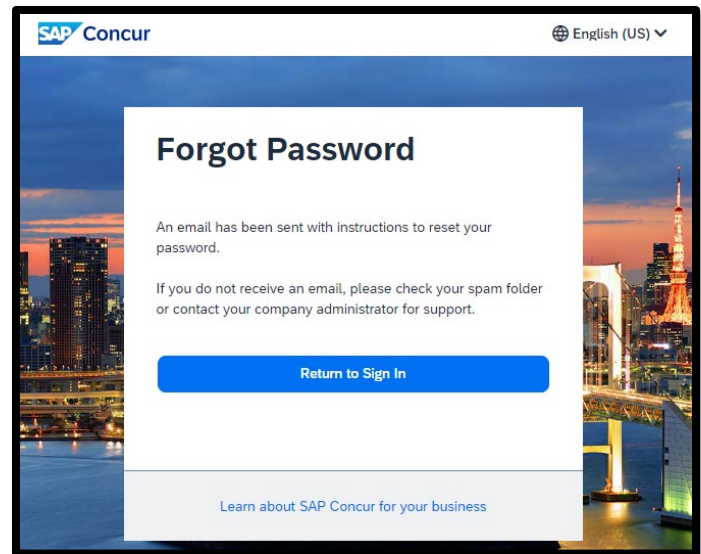 SAP Concur
English (US)
Forgot Password
An email has been sent with instructions to reset your
password.
If you do not receive an email, please check your spam folder
or contact your company administrator for support.
Return to Sign In
Learn about SAP Concur for your business